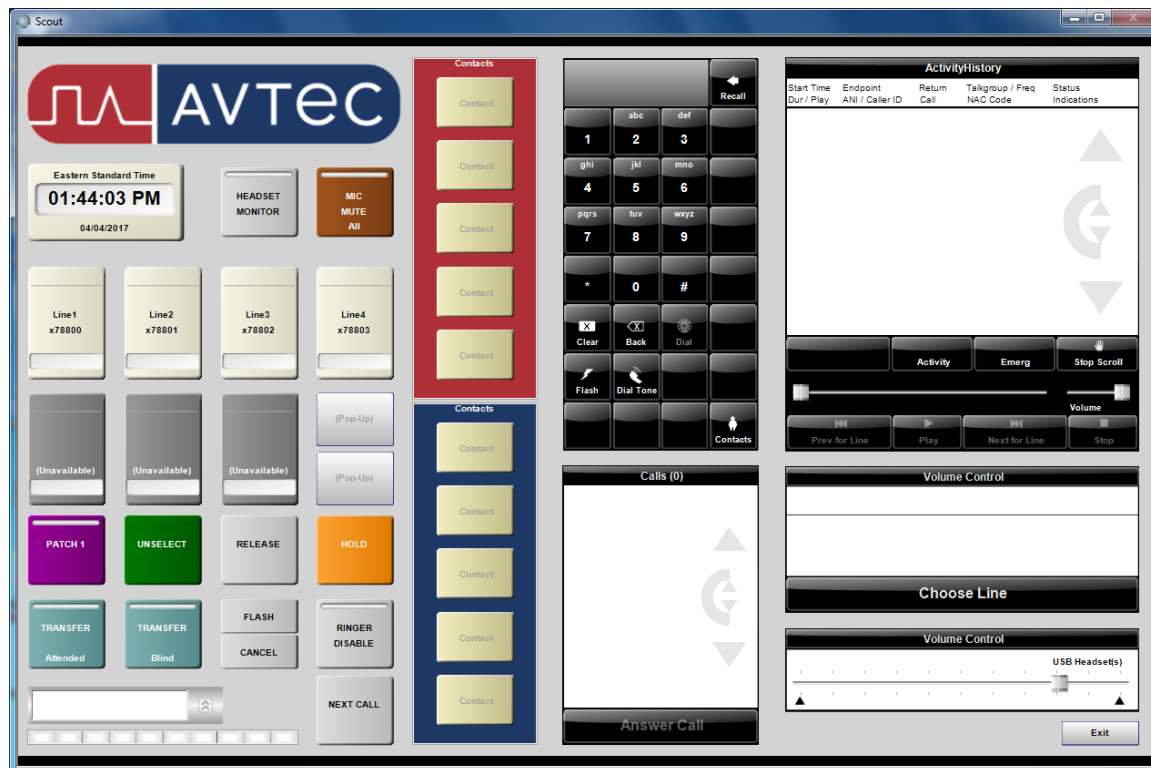 Scout
AVTEC
Eastern Standard Time
01:44:03 PM
04/04/2017
HEADSET
MONITOR
MIC
MUTE
All
Line1
x78800
Line2
x78801
Line3
x78802
Line4
x78803
(Unavailable)
(Unavailable)
(Unavailable)
(Pop-Up)
(Pop-Up)
PATCH 1
UNSELECT
RELEASE
HOLD
TRANSFER
Attended
TRANSFER
Blind
FLASH
CANCEL
RINGER
DISABLE
NEXT CALL
Contacts
Contact
Contact
Contact
Contact
Contact
Contacts
Contact
Contact
Contact
Contact
Contact
Recall
abc def
1 2 3
ghi jkl mno
4 5 6
pqrs tuv wxyz
7 8 9
* 0 #
X X
Clear Back Dial
Flash Dial Tone
Contacts
Calls (0)
Answer Call
ActivityHistory
Start Time Endpoint Return Talkgroup / Freq Status
Dur / Play ANI / Caller ID Call NAC Code Indications
Activity Emerg Stop Scroll
Volume
Prev for Line Play Next for Line Stop
Volume Control
Choose Line
Volume Control
USB Headset(s)
Exit